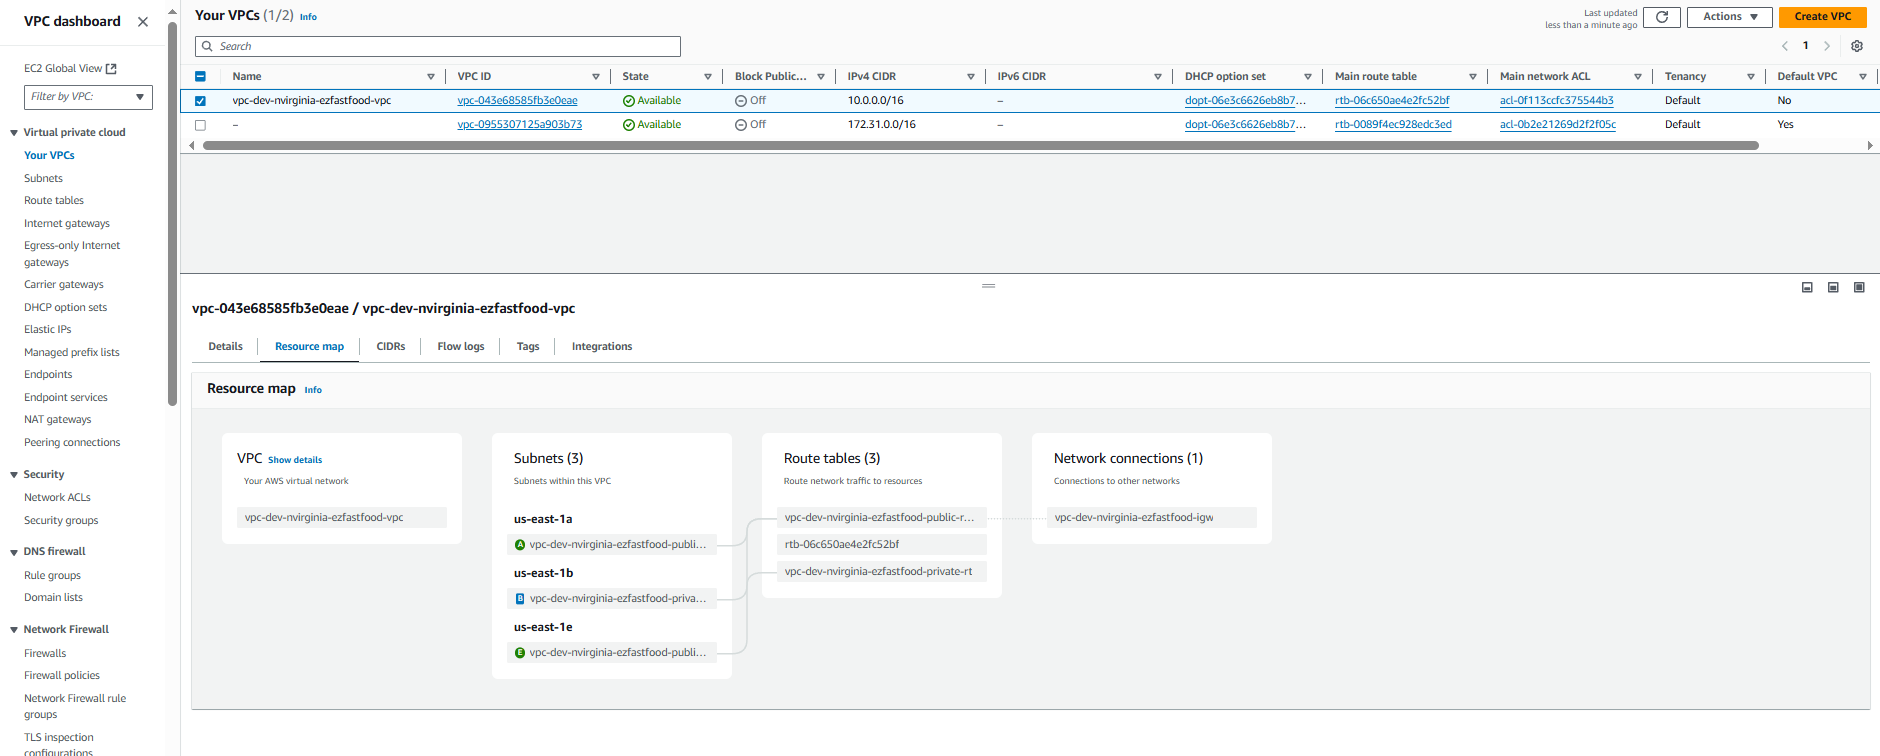 VPC dashboard
EC2 Global View
Filter by VPC:
Virtual private cloud
Your VPCs
Subnets
Route tables
Internet gateways
Egress-only Internet
gateways
Carrier gateways
DHCP option sets
Elastic IPs
Managed prefix lists
Endpoints
Endpoint services
NAT gateways
Peering connections
Security
Network ACLs
Security groups
DNS firewall
Rule groups
Domain lists
Network Firewall
Firewalls
Firewall policies
Network Firewall rule
groups
TLS inspection
configurations
Your VPCs (1/2) Info
Last updated
less than a minute ago
Actions
Create VPC
Search
1
Name VPC ID State Block Public... IPv4 CIDR IPv6 CIDR DHCP option set Main route table Main network ACL Tenancy Default VPC
vpc-dev-nvirginia-ezfastfood-vpc vpc-043e68585fb3e0eae Available Off 10.0.0.0/16 – dopt-06e3c6626eb8b7... rtb-06c650ae4e2fc52bf acl-0f113ccfc375544b3 Default No
– vpc-0955307125a903b73 Available Off 172.31.0.0/16 – dopt-06e3c6626eb8b7... rtb-0089f4ec928edc3ed acl-0b2e21269d2f2f05c Default Yes
vpc-043e68585fb3e0eae / vpc-dev-nvirginia-ezfastfood-vpc
Details Resource map CIDRs Flow logs Tags Integrations
Resource map Info
VPC Show details
Your AWS virtual network
vpc-dev-nvirginia-ezfastfood-vpc
Subnets (3)
Subnets within this VPC
us-east-1a
A vpc-dev-nvirginia-ezfastfood-publi...
us-east-1b
B vpc-dev-nvirginia-ezfastfood-priva...
us-east-1e
E vpc-dev-nvirginia-ezfastfood-publi...
Route tables (3)
Route network traffic to resources
vpc-dev-nvirginia-ezfastfood-public-r...
rtb-06c650ae4e2fc52bf
vpc-dev-nvirginia-ezfastfood-private-rt
Network connections (1)
Connections to other networks
vpc-dev-nvirginia-ezfastfood-igw